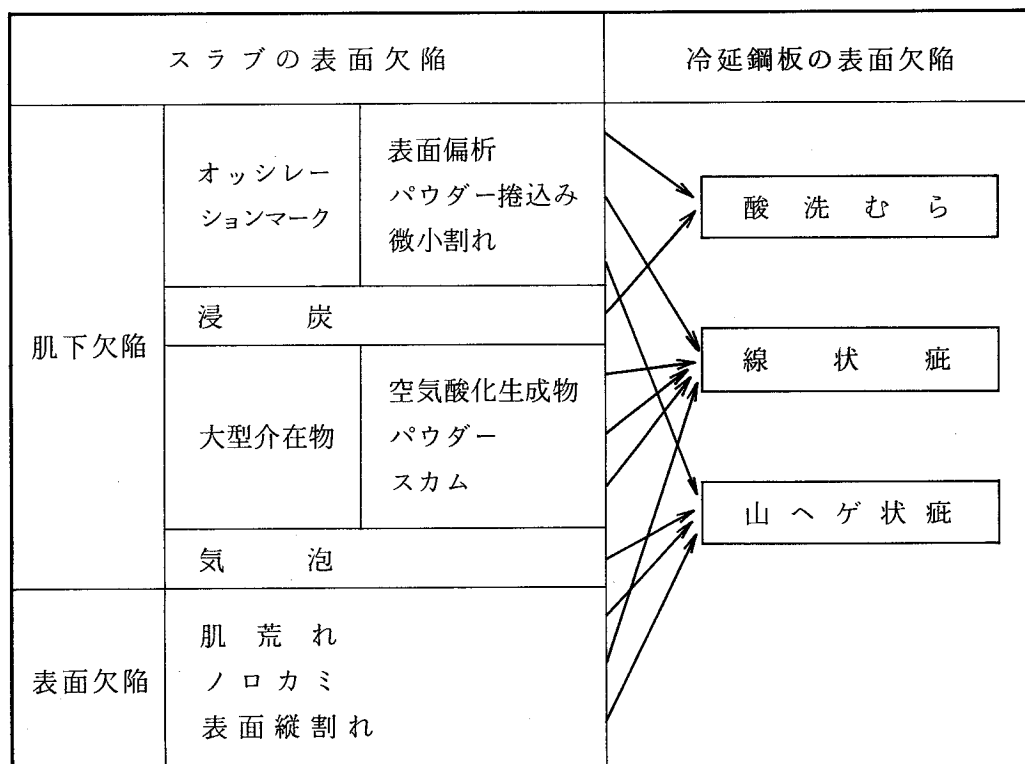 スラブの表面欠陥
冷延鋼板の表面欠陥
肌下欠陥
オッシレー
ションマーク
表面偏析
パウダー捲込み
微小割れ
浸炭
大型介在物
空気酸化生成物
パウダー
スカム
気泡
表面欠陥
肌荒れ
ノロカミ
表面縦割れ
酸洗むら
線状疵
山ヘゲ状疵